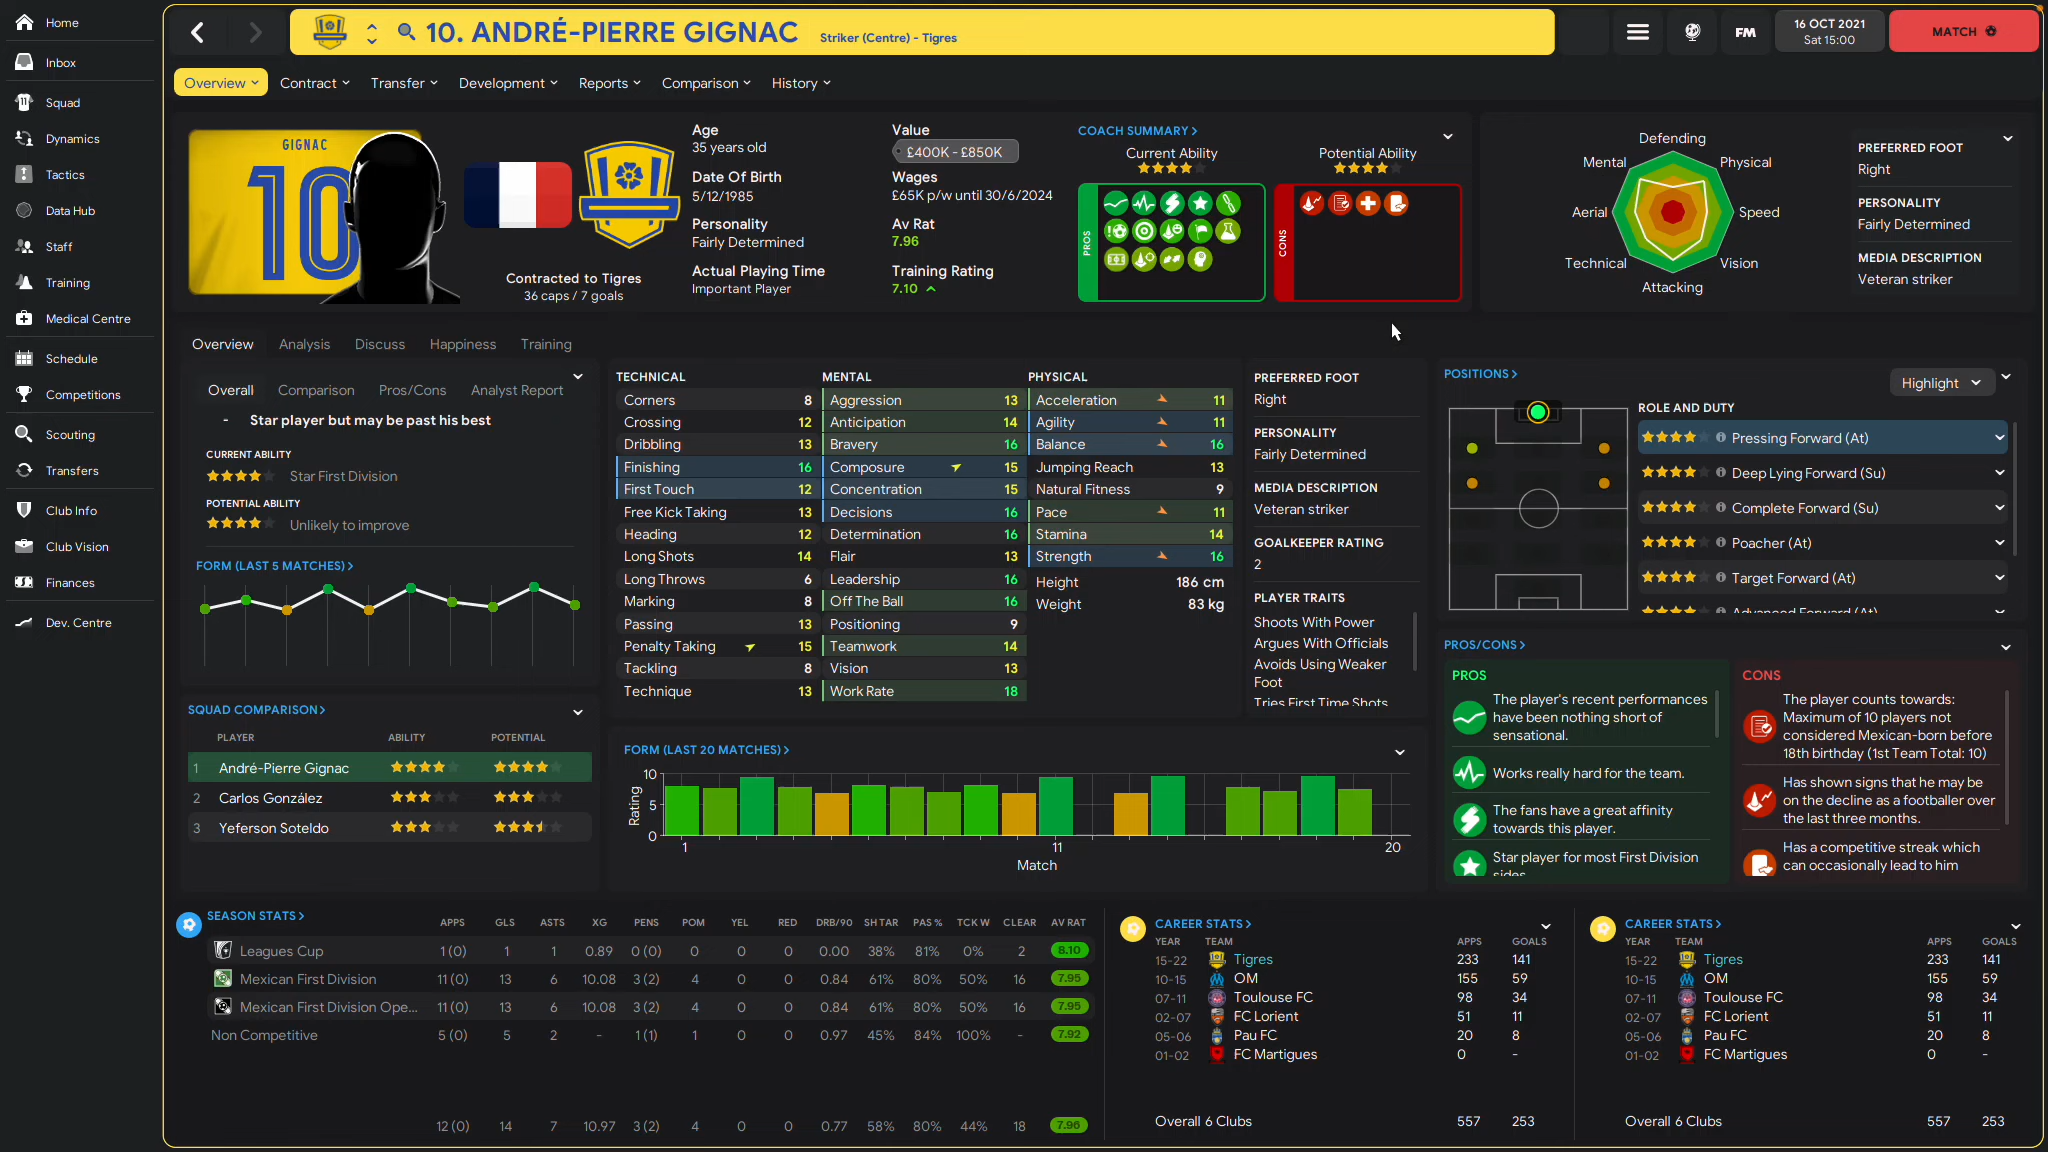 Home
Inbox
Squad
Dynamics
Tactics
Data Hub
Staff
Training
Medical Centre
Schedule
Competitions
Scouting
Transfers
Club Info
Club Vision
Finances
Dev. Centre
10. ANDRÉ-PIERRE GIGNAC Striker (Centre) - Tigres
FM
16 OCT 2021
Sat 15:00
MATCH
Overview Contract Transfer Development Reports Comparison History
GIGNAC
10
Contracted to Tigres
36 caps / 7 goals
Age
35 years old
Date Of Birth
5/12/1985
Personality
Fairly Determined
Actual Playing Time
Important Player
Value
£400K - £850K
Wages
£65K p/w until 30/6/2024
Av Rat
7.96
Training Rating
7.10
COACH SUMMARY >
Current Ability
Potential Ability
PROS
CONS
Defending
Mental Physical
Aerial Speed
Technical Vision
Attacking
PREFERRED FOOT
Right
PERSONALITY
Fairly Determined
MEDIA DESCRIPTION
Veteran striker
Overview Analysis Discuss Happiness Training
Overall Comparison Pros/Cons Analyst Report
- Star player but may be past his best
CURRENT ABILITY
Star First Division
POTENTIAL ABILITY
Unlikely to improve
FORM (LAST 5 MATCHES) >
SQUAD COMPARISON >
PLAYER ABILITY POTENTIAL
1 André-Pierre Gignac
2 Carlos González
3 Yeferson Soteldo
TECHNICAL
Corners 8
Crossing 12
Dribbling 13
Finishing 16
First Touch 12
Free Kick Taking 13
Heading 12
Long Shots 14
Long Throws 6
Marking 8
Passing 13
Penalty Taking 15
Tackling 8
Technique 13
MENTAL
Aggression 13
Anticipation 14
Bravery 16
Composure 15
Concentration 15
Decisions 16
Determination 16
Flair 13
Leadership 16
Off The Ball 16
Positioning 9
Teamwork 14
Vision 13
Work Rate 18
PHYSICAL
Acceleration 11
Agility 11
Balance 16
Jumping Reach 13
Natural Fitness 9
Pace 11
Stamina 14
Strength 16
Height 186 cm
Weight 83 kg
PREFERRED FOOT
Right
PERSONALITY
Fairly Determined
MEDIA DESCRIPTION
Veteran striker
GOALKEEPER RATING
2
PLAYER TRAITS
Shoots With Power
Argues With Officials
Avoids Using Weaker
Foot
Tries First Time Shots
FORM (LAST 20 MATCHES) >
Rating
10
5
0
1 11 20
Match
POSITIONS >
Highlight
ROLE AND DUTY
Pressing Forward (At)
Deep Lying Forward (Su)
Complete Forward (Su)
Poacher (At)
Target Forward (At)
Advanced Forward (At)
PROS/CONS >
PROS
The player's recent performances
have been nothing short of
sensational.
Works really hard for the team.
The fans have a great affinity
towards this player.
Star player for most First Division
sides
CONS
The player counts towards:
Maximum of 10 players not
considered Mexican-born before
18th birthday (1st Team Total: 10)
Has shown signs that he may be
on the decline as a footballer over
the last three months.
Has a competitive streak which
can occasionally lead to him
SEASON STATS > APPS GLS ASTS XG PENS POM YEL RED DRB/90 SH TAR PAS % TCK W CLEAR AV RAT
Leagues Cup 1 (0) 1 1 0.89 0 (0) 0 0 0 0.00 38% 81% 0% 2 8.10
Mexican First Division 11 (0) 13 6 10.08 3 (2) 4 0 0 0.84 61% 80% 50% 16 7.95
Mexican First Division Ope... 11 (0) 13 6 10.08 3 (2) 4 0 0 0.84 61% 80% 50% 16 7.95
Non Competitive 5 (0) 5 2 - 1 (1) 1 0 0 0.97 45% 84% 100% - 7.92
12 (0) 14 7 10.97 3 (2) 4 0 0 0.77 58% 80% 44% 18 7.96
CAREER STATS >
YEAR TEAM APPS GOALS
15-22 Tigres 233 141
10-15 OM 155 59
07-11 Toulouse FC 98 34
02-07 FC Lorient 51 11
05-06 Pau FC 20 8
01-02 FC Martigues 0 -
Overall 6 Clubs 557 253
CAREER STATS >
YEAR TEAM APPS GOALS
15-22 Tigres 233 141
10-15 OM 155 59
07-11 Toulouse FC 98 34
02-07 FC Lorient 51 11
05-06 Pau FC 20 8
01-02 FC Martigues 0 -
Overall 6 Clubs 557 253